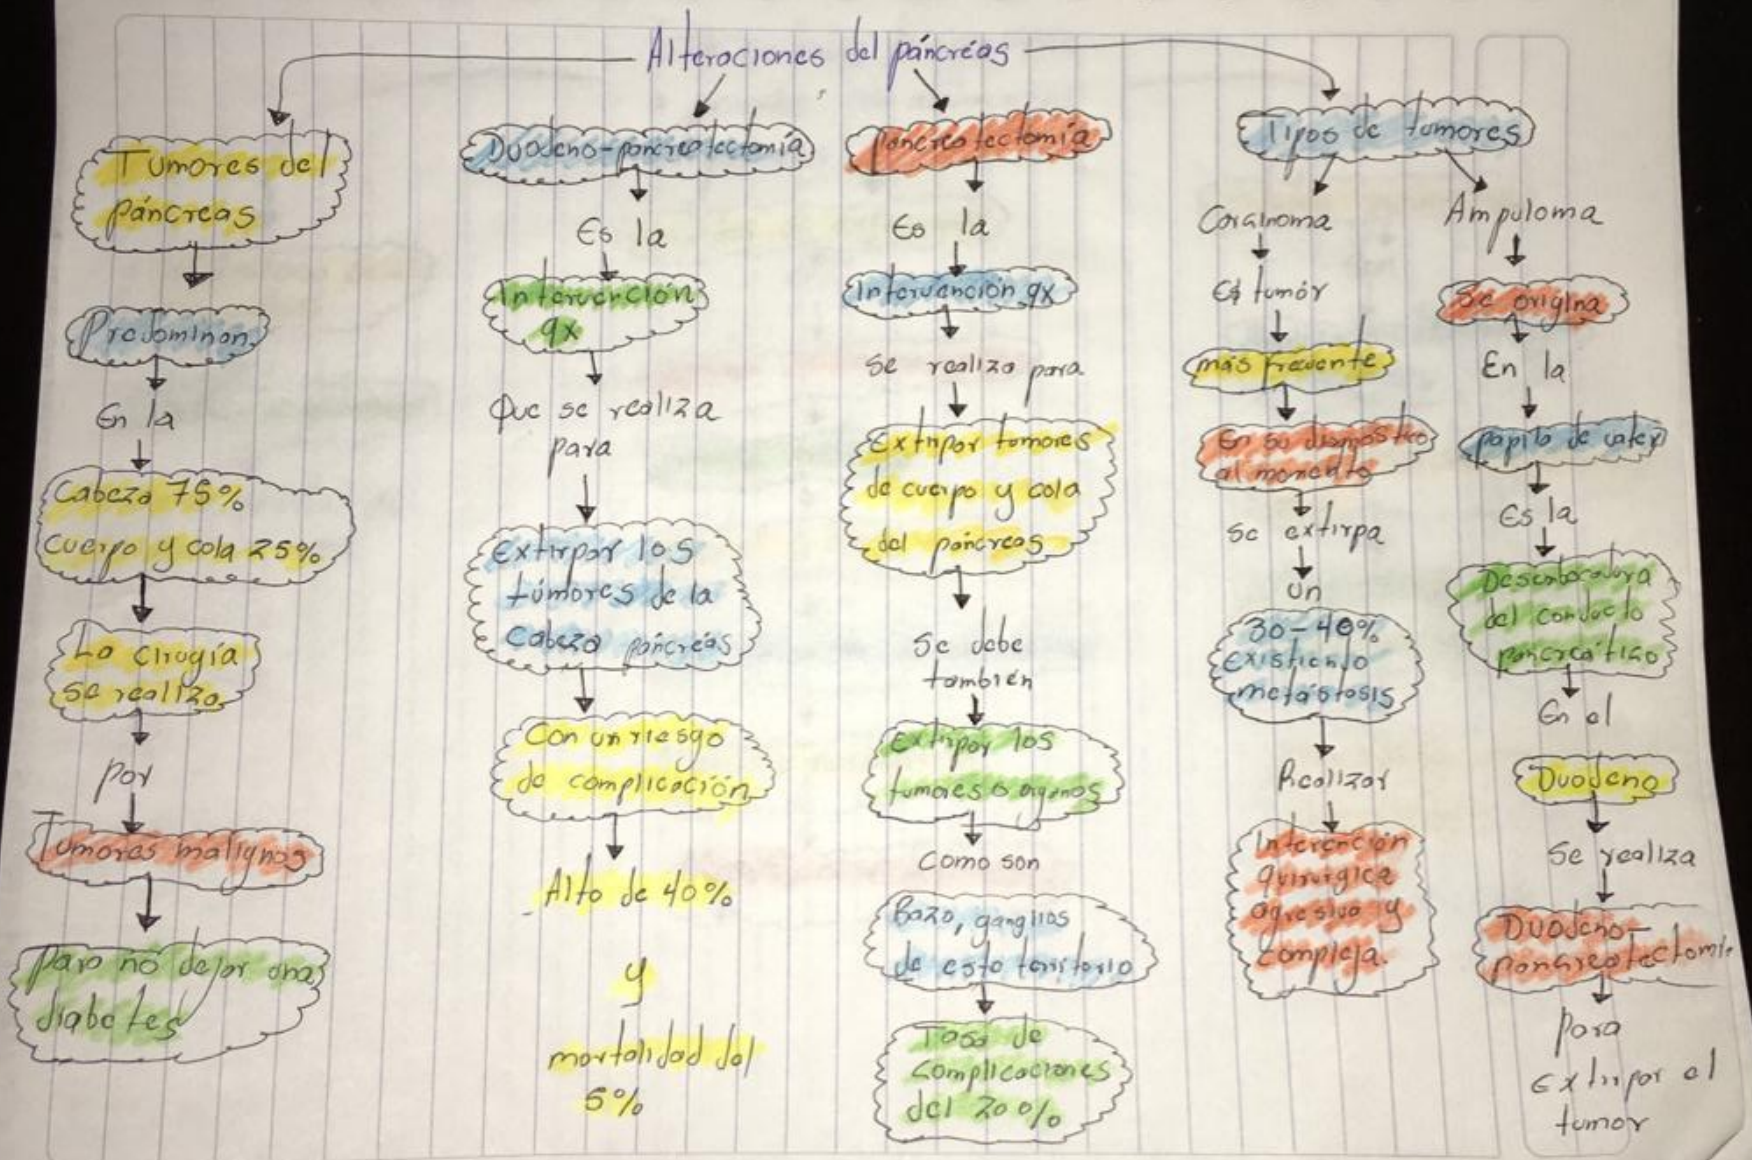 Alteraciones del páncreas
Tumores del
páncreas
Predominan
En la
Cabeza 75%
cuerpo y cola 25%
La cirugía
se realiza
por
Tumores malignos
Para no dejar una
diabetes
Duodeno-pancreatectomía
Es la
Intervención
qx
Que se realiza
para
Extirpar los
túmores de la
Cabeza páncreas
Con un riesgo
de complicación
Alto de 40%
y
mortalidad del
5%
Pancreatectomía
Es la
Intervención qx
Se realiza para
Extirpar tumores
de cuerpo y cola
del páncreas
Se debe
también
Extirpar los
tumores o órganos
Como son
Bazo, ganglios
de esto territorio
Tasa de
complicaciones
del 20%
Tipos de tumores
Carcinoma
Es tumór
más frecuente
En su diagnóstico
al momento
Se extirpa
Un
30-40%
existiendo
metástasis
Realizar
Interención
quirurgica
agresiva y
compleja.
Ampuloma
Se origina
En la
papila de vater
Es la
Desembocadura
del conducto
pancreático
En el
Duodeno
Se realiza
Duodeno-
pancreatectomía
Para
Extirpar el
tumor